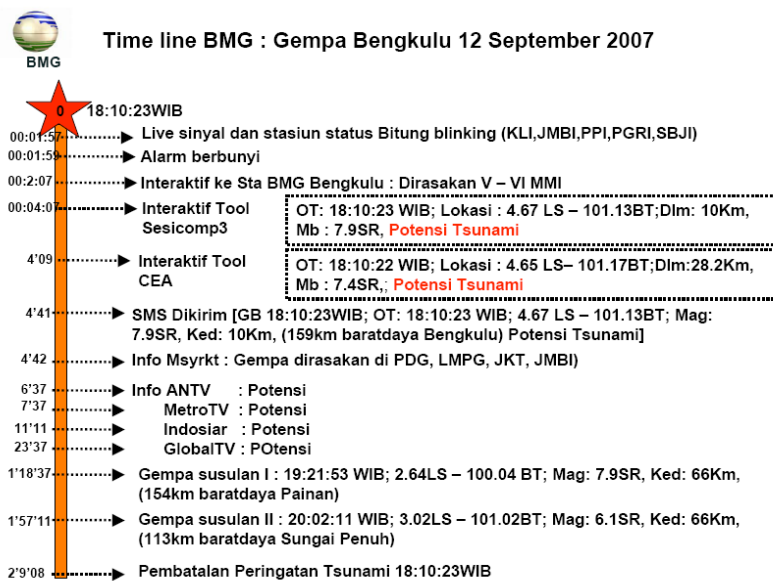 BMG
Time line BMG : Gempa Bengkulu 12 September 2007
0 18:10:23WIB
00:01:57 Live sinyal dan stasiun status Bitung blinking (KLI,JMBI,PPI,PGRI,SBJI)
00:01:59 Alarm berbunyi
00:2:07 Interaktif ke Sta BMG Bengkulu : Dirasakan V – VI MMI
00:04:07 Interaktif Tool
Sesicomp3
OT: 18:10:23 WIB; Lokasi : 4.67 LS – 101.13BT; Dlm: 10Km,
Mb : 7.9SR, Potensi Tsunami
4'09 Interaktif Tool
CEA
OT: 18:10:22 WIB; Lokasi : 4.65 LS– 101.17BT;Dlm:28.2Km,
Mb : 7.4SR,; Potensi Tsunami
4'41 SMS Dikirim [GB 18:10:23WIB; OT: 18:10:23 WIB; 4.67 LS – 101.13BT; Mag:
7.9SR, Ked: 10Km, (159km baratdaya Bengkulu) Potensi Tsunami]
4'42 Info Msyrkt : Gempa dirasakan di PDG, LMPG, JKT, JMBI)
6'37 Info ANTV : Potensi
7'37 MetroTV : Potensi
11'11 Indosiar : Potensi
23'37 GlobalTV : POtensi
1'18'37 Gempa susulan I : 19:21:53 WIB; 2.64LS – 100.04 BT; Mag: 7.9SR, Ked: 66Km,
(154km baratdaya Painan)
1'57'11 Gempa susulan II : 20:02:11 WIB; 3.02LS – 101.02BT; Mag: 6.1SR, Ked: 66Km,
(113km baratdaya Sungai Penuh)
2'9'08 Pembatalan Peringatan Tsunami 18:10:23WIB